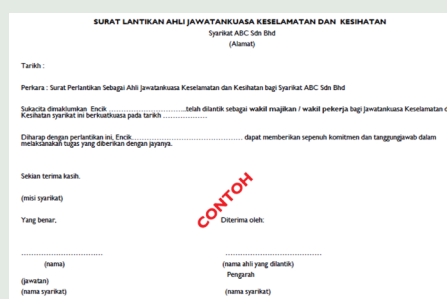 SURAT LANTIKAN AHLI JAWATANKUASA KESELAMATAN DAN KESIHATAN
Syarikat ABC Sdn Bhd
(Alamat)
Tarikh :
Perkara : Surat Perlantikan Sebagai Ahli Jawatankuasa Keselamatan dan Kesihatan bagi Syarikat ABC Sdn Bhd
Sukacita dimaklumkan Encik ……………………………..telah dilantik sebagai wakil majikan / wakil pekerja bagi Jawatankuasa Keselamatan d
Kesihatan syarikat ini berkuatkuasa pada tarikh ………………
Diharap dengan perlantikan ini, Encik…………………………………………… dapat memberikan sepenuh komitmen dan tanggungjawab dalam
melaksanakan tugas yang diberikan dengan jayanya.
Sekian terima kasih.
(misi syarikat)
CONTOH
Yang benar, Diterima oleh:
………………………………. …………………………………….
(nama) (nama ahli yang dilantik)
Pengarah
(jawatan)
(nama syarikat) (nama syarikat)